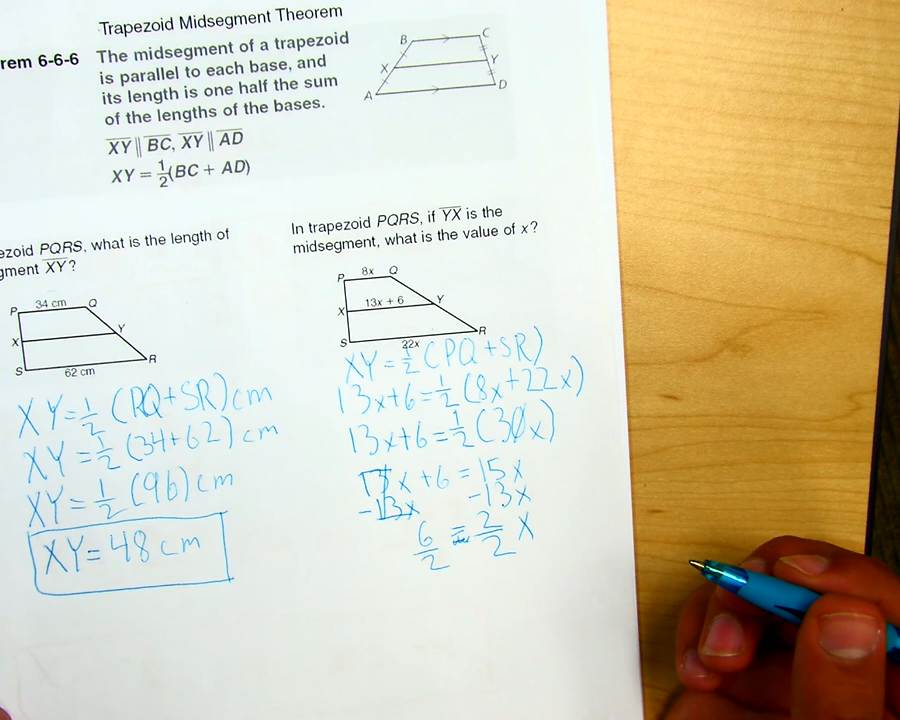 Trapezoid Midsegment Theorem
rem 6-6-6
The midsegment of a trapezoid
is parallel to each base, and
its length is one half the sum
of the lengths of the bases.
XY ∥ BC, XY ∥ AD
XY = 1/2(BC + AD)
B C
X Y
A D
ezoid PQRS, what is the length of
gment XY?
34 cm
P Q
X Y
S R
62 cm
XY = 1/2 (PQ + SR) cm
XY = 1/2 (34 + 62) cm
XY = 1/2 (96) cm
XY = 48 cm
In trapezoid PQRS, if YX is the
midsegment, what is the value of x?
8x
P Q
13x + 6
X Y
S R
22x
XY = 1/2 (PQ + SR)
13x + 6 = 1/2 (8x + 22x)
13x + 6 = 1/2 (30x)
13x + 6 = 15x
-13x -13x
6/2 = 2/2 x